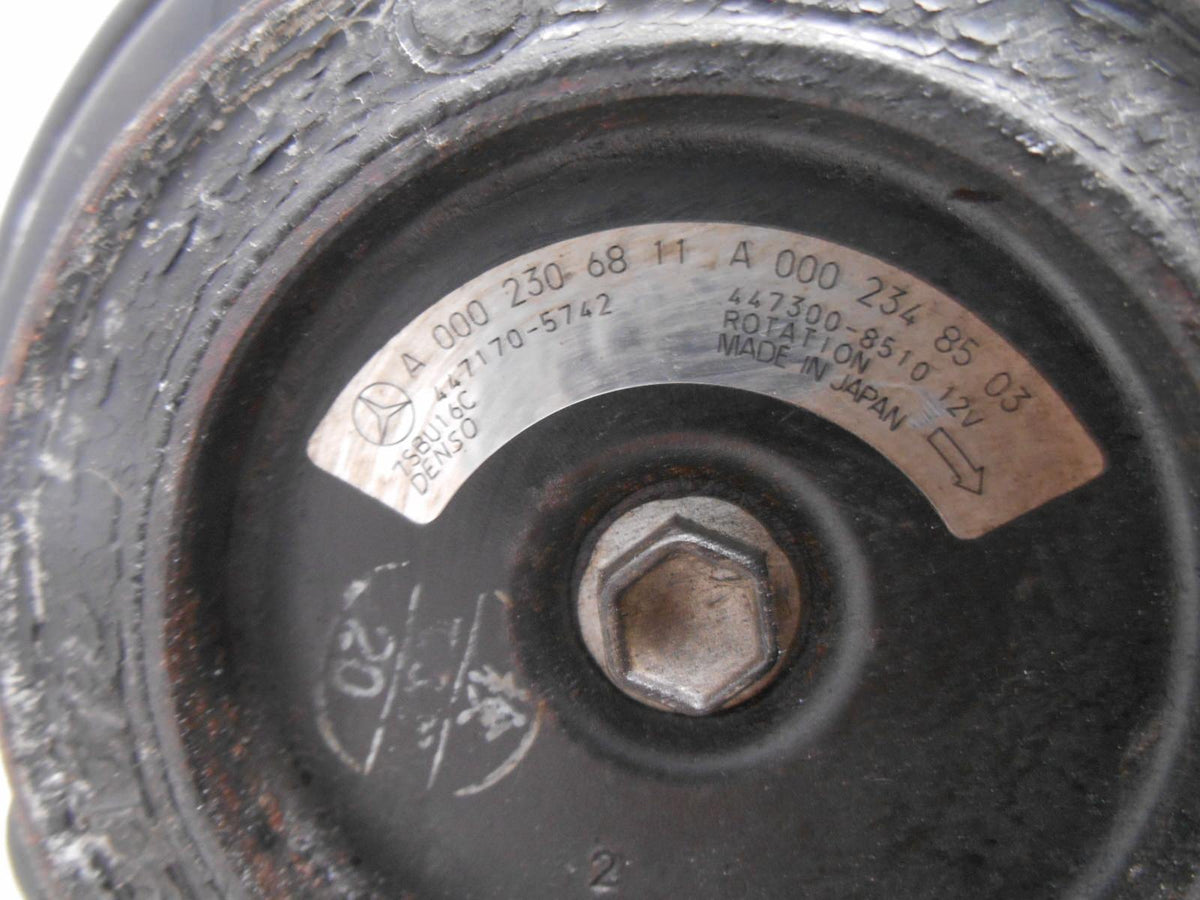 A 000 230 68 11
447170-5742
7SBU16C
DENSO
A 000 234 85 03
447300-8510 12V
ROTATION
MADE IN JAPAN
20
2